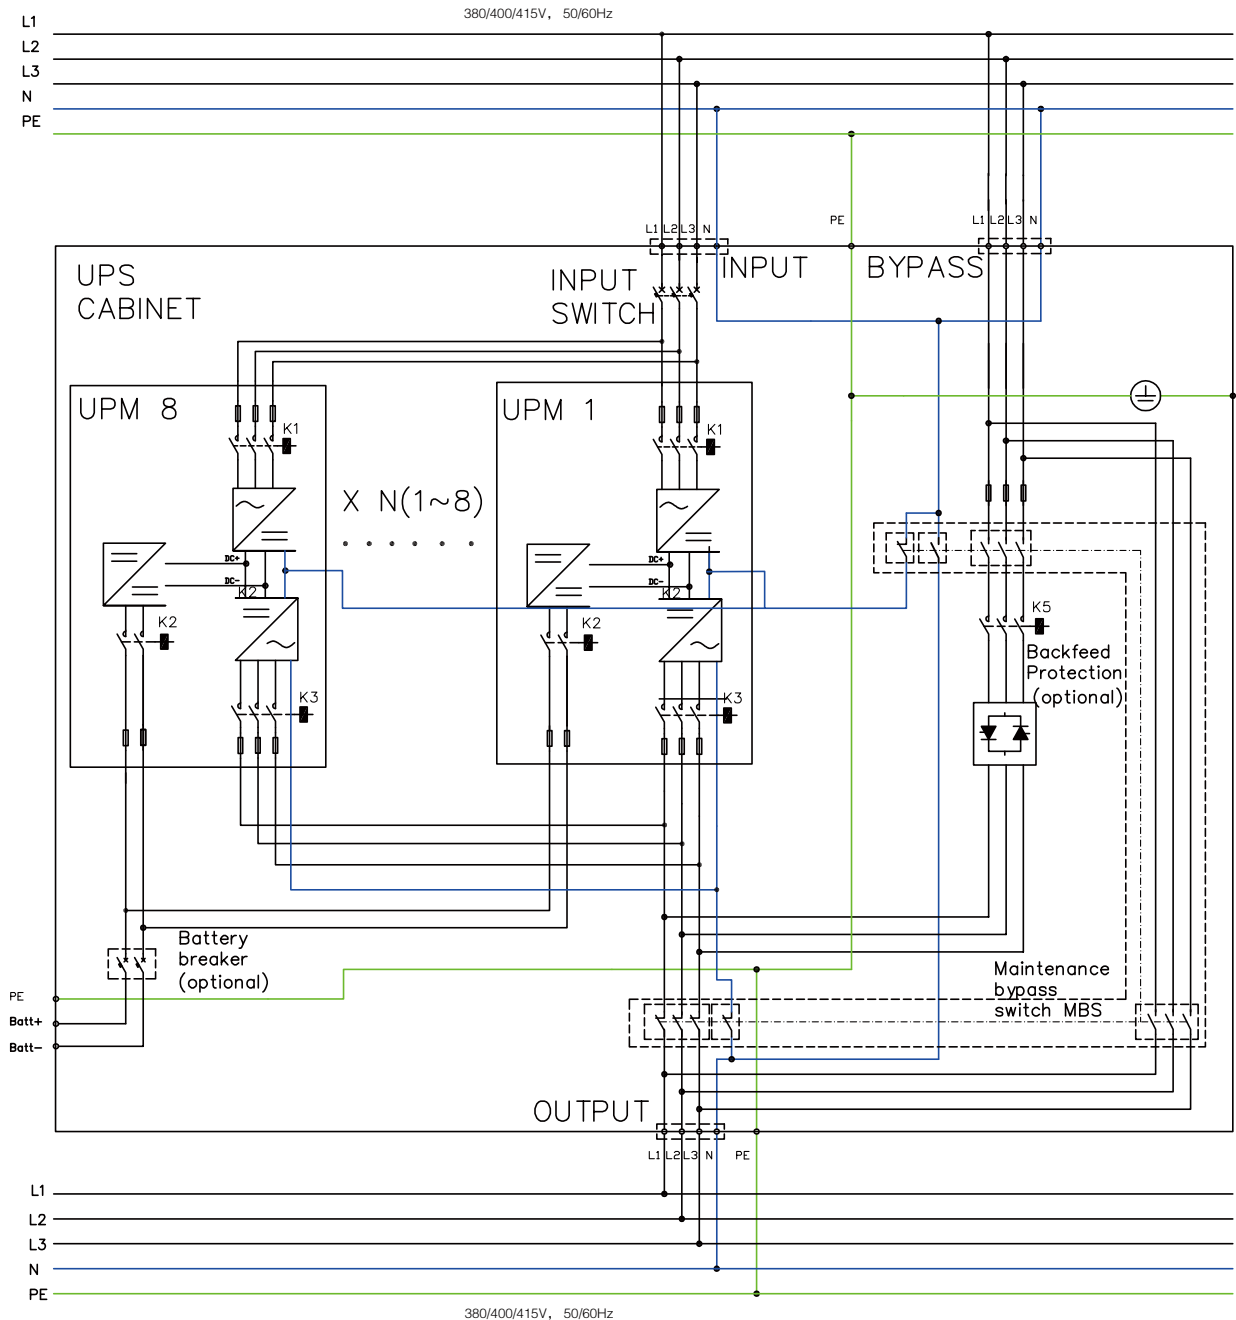 380/400/415V, 50/60Hz
L1
L2
L3
N
PE
PE
L1 L2 L3 N
L1 L2 L3 N
UPS
CABINET
INPUT
SWITCH
INPUT
BYPASS
UPM 8
UPM 1
K1
K1
X N(1~8)
DC+
DC-
K2
DC+
DC-
K2
K2
K2
K5
Backfeed
Protection
(optional)
K3
K3
Battery
breaker
(optional)
Maintenance
bypass
switch MBS
PE
Batt+
Batt-
OUTPUT
L1 L2 L3 N PE
L1
L2
L3
N
PE
380/400/415V, 50/60Hz